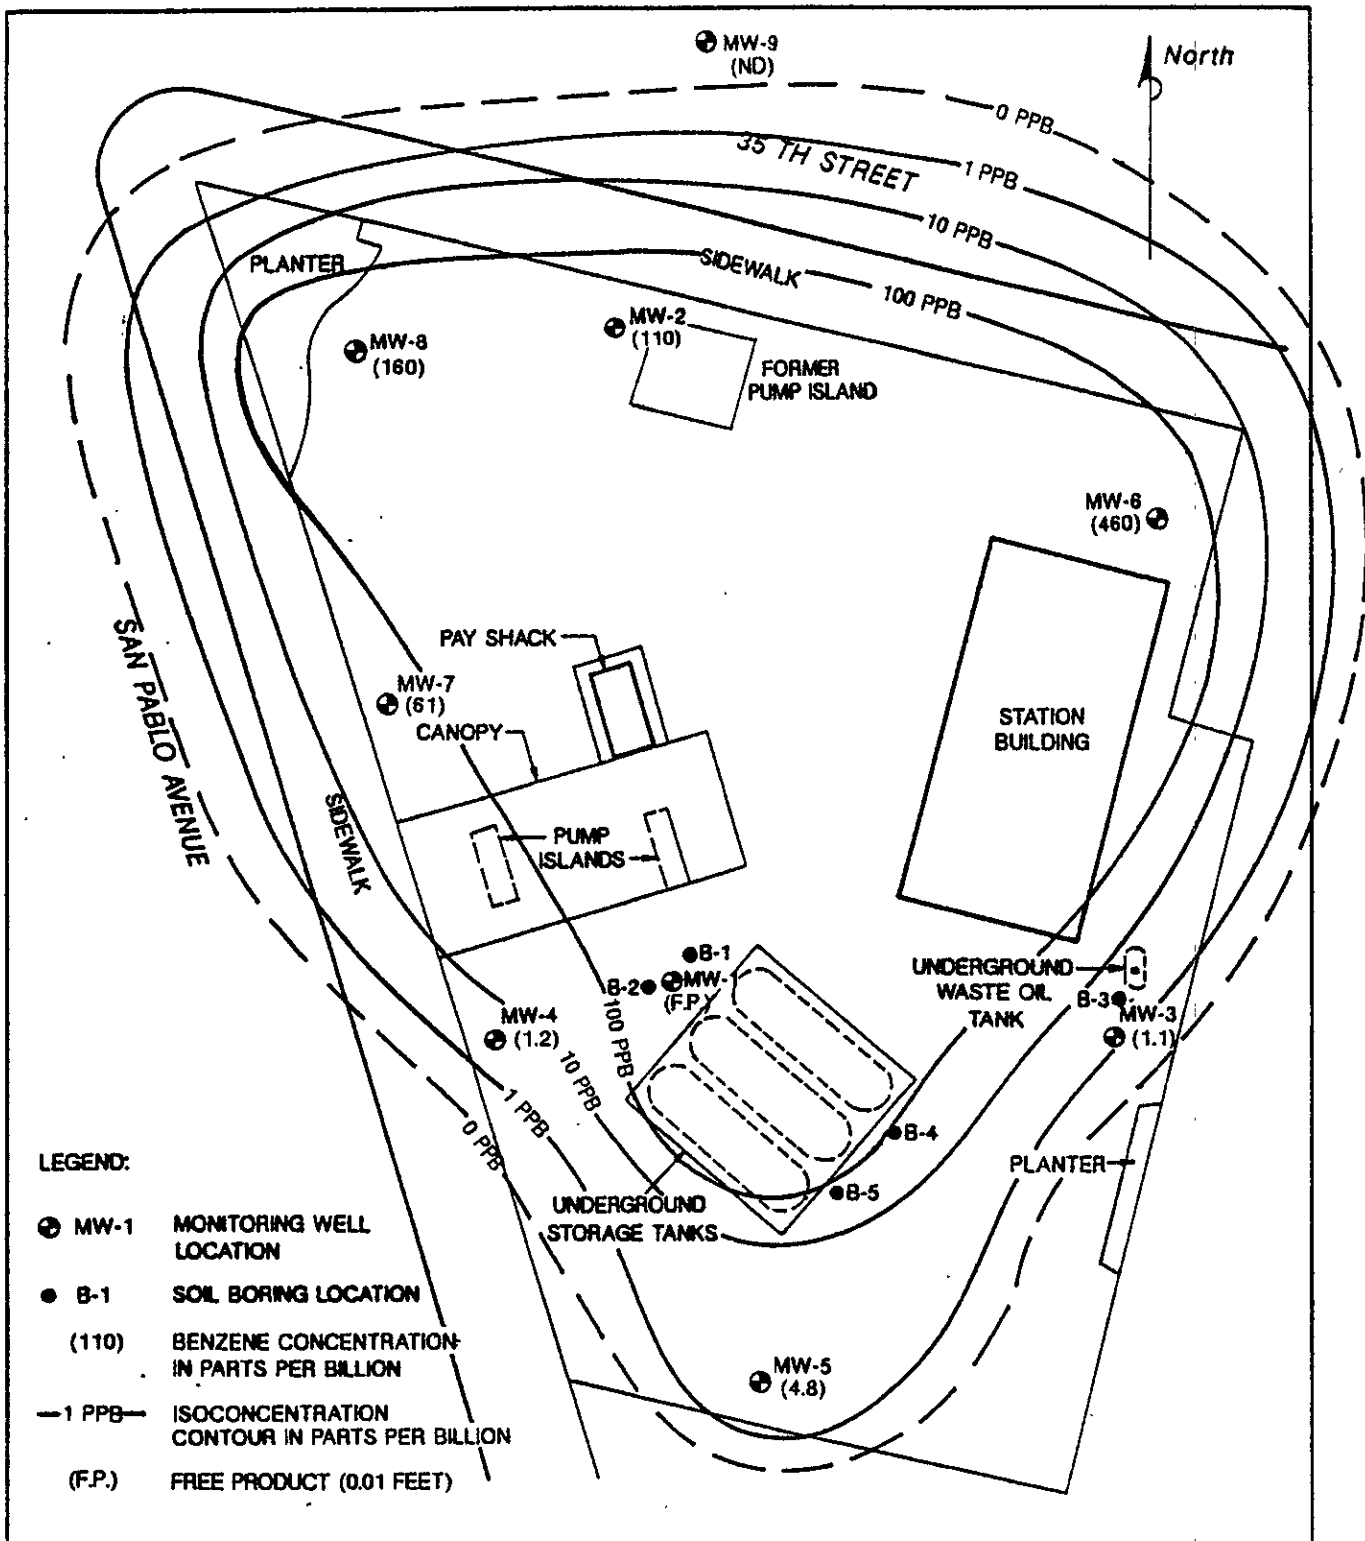 MW-9
(ND)
North
0 PPB
35 TH STREET
1 PPB
10 PPB
PLANTER
SIDEWALK
100 PPB
MW-2
(110)
MW-8
(160)
FORMER
PUMP ISLAND
MW-6
(460)
SAN PABLO AVENUE
PAY SHACK
MW-7
(61)
CANOPY
STATION
BUILDING
SIDEWALK
PUMP
ISLANDS
B-1
B-2
MW-1
(F.P.)
UNDERGROUND
WASTE OIL
TANK
B-3
MW-3
(1.1)
MW-4
(1.2)
100 PPB
10 PPB
1 PPB
0 PPB
B-4
B-5
PLANTER
UNDERGROUND
STORAGE TANKS
MW-5
(4.8)
LEGEND:
MW-1 MONITORING WELL
LOCATION
B-1 SOIL BORING LOCATION
(110) BENZENE CONCENTRATION
IN PARTS PER BILLION
1 PPB ISOCONCENTRATION
CONTOUR IN PARTS PER BILLION
(F.P.) FREE PRODUCT (0.01 FEET)